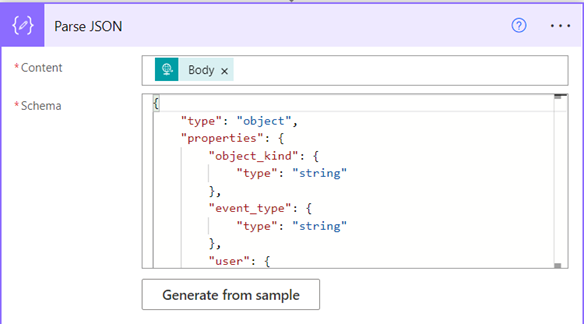 Parse JSON
* Content
Body ×
* Schema
{
"type": "object",
"properties": {
"object_kind": {
"type": "string"
},
"event_type": {
"type": "string"
},
"user": {
Generate from sample